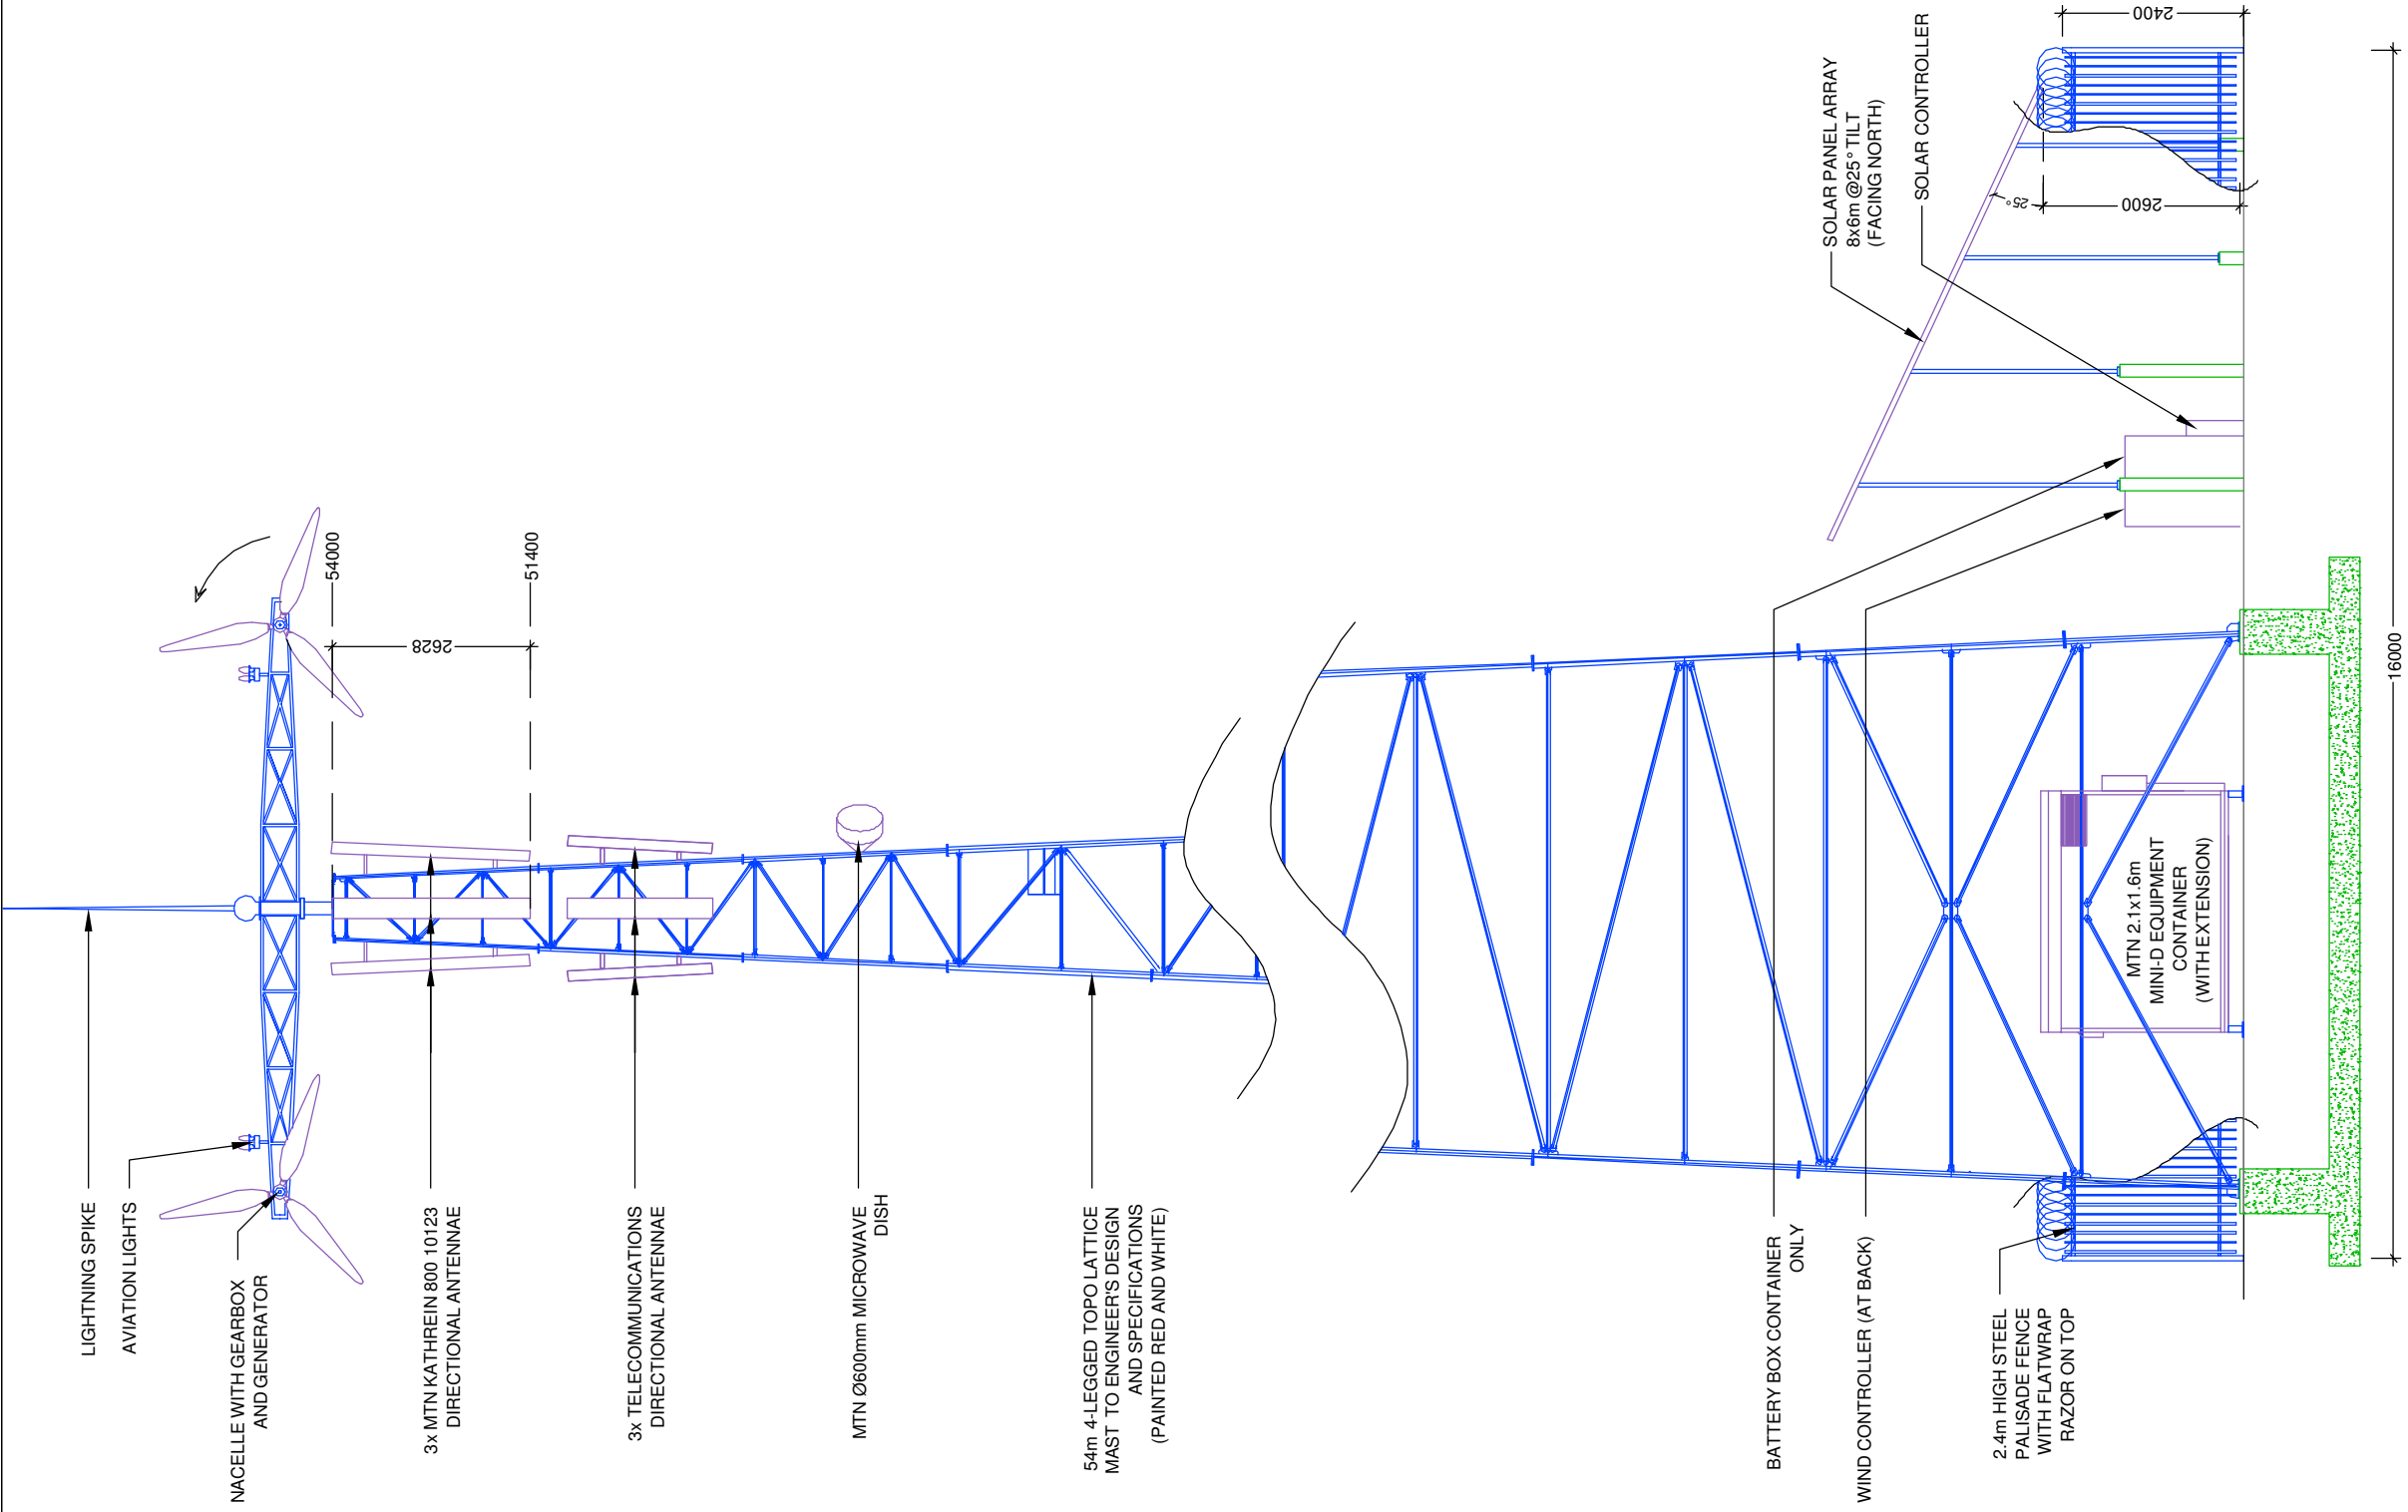 LIGHTNING SPIKE
AVIATION LIGHTS
NACELLE WITH GEARBOX
AND GENERATOR
3x MTN KATHREIN 800 10123
DIRECTIONAL ANTENNAE
3x TELECOMMUNICATIONS
DIRECTIONAL ANTENNAE
MTN Ø600mm MICROWAVE
DISH
54m 4-LEGGED TOPO LATTICE
MAST TO ENGINEER'S DESIGN
AND SPECIFICATIONS
(PAINTED RED AND WHITE)
BATTERY BOX CONTAINER
ONLY
WIND CONTROLLER (AT BACK)
2.4m HIGH STEEL
PALISADE FENCE
WITH FLATWRAP
RAZOR ON TOP
54000
2628
51400
MTN 2.1x1.6m
MINI-D EQUIPMENT
CONTAINER
(WITH EXTENSION)
SOLAR PANEL ARRAY
8x6m @25° TILT
(FACING NORTH)
SOLAR CONTROLLER
25°
2600
2400
16000